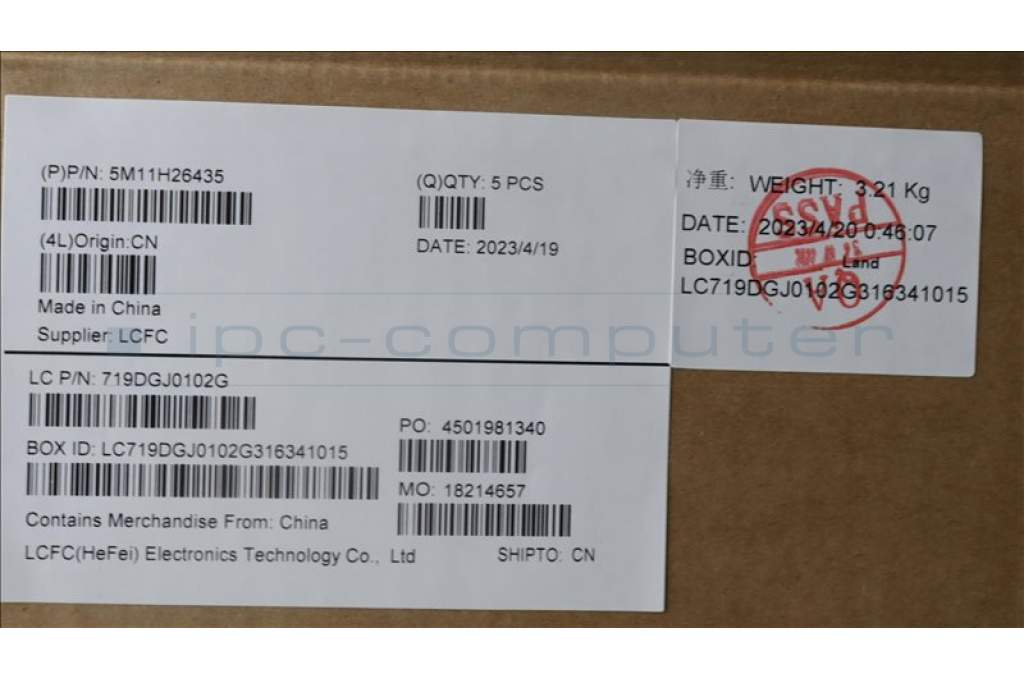 (P)P/N: 5M11H26435
(Q)QTY: 5 PCS
(4L)Origin:CN
DATE: 2023/4/19
Made in China
Supplier: LCFC
净重: WEIGHT: 3.21 Kg
DATE: 2023/4/20 0:46:07
BOXID:
Land
LC719DGJ0102G316341015
PASS
QA
ipc-computer
LC P/N: 719DGJ0102G
BOX ID: LC719DGJ0102G316341015
PO: 4501981340
MO: 18214657
Contains Merchandise From: China
LCFC(HeFei) Electronics Technology Co., Ltd
SHIPTO: CN